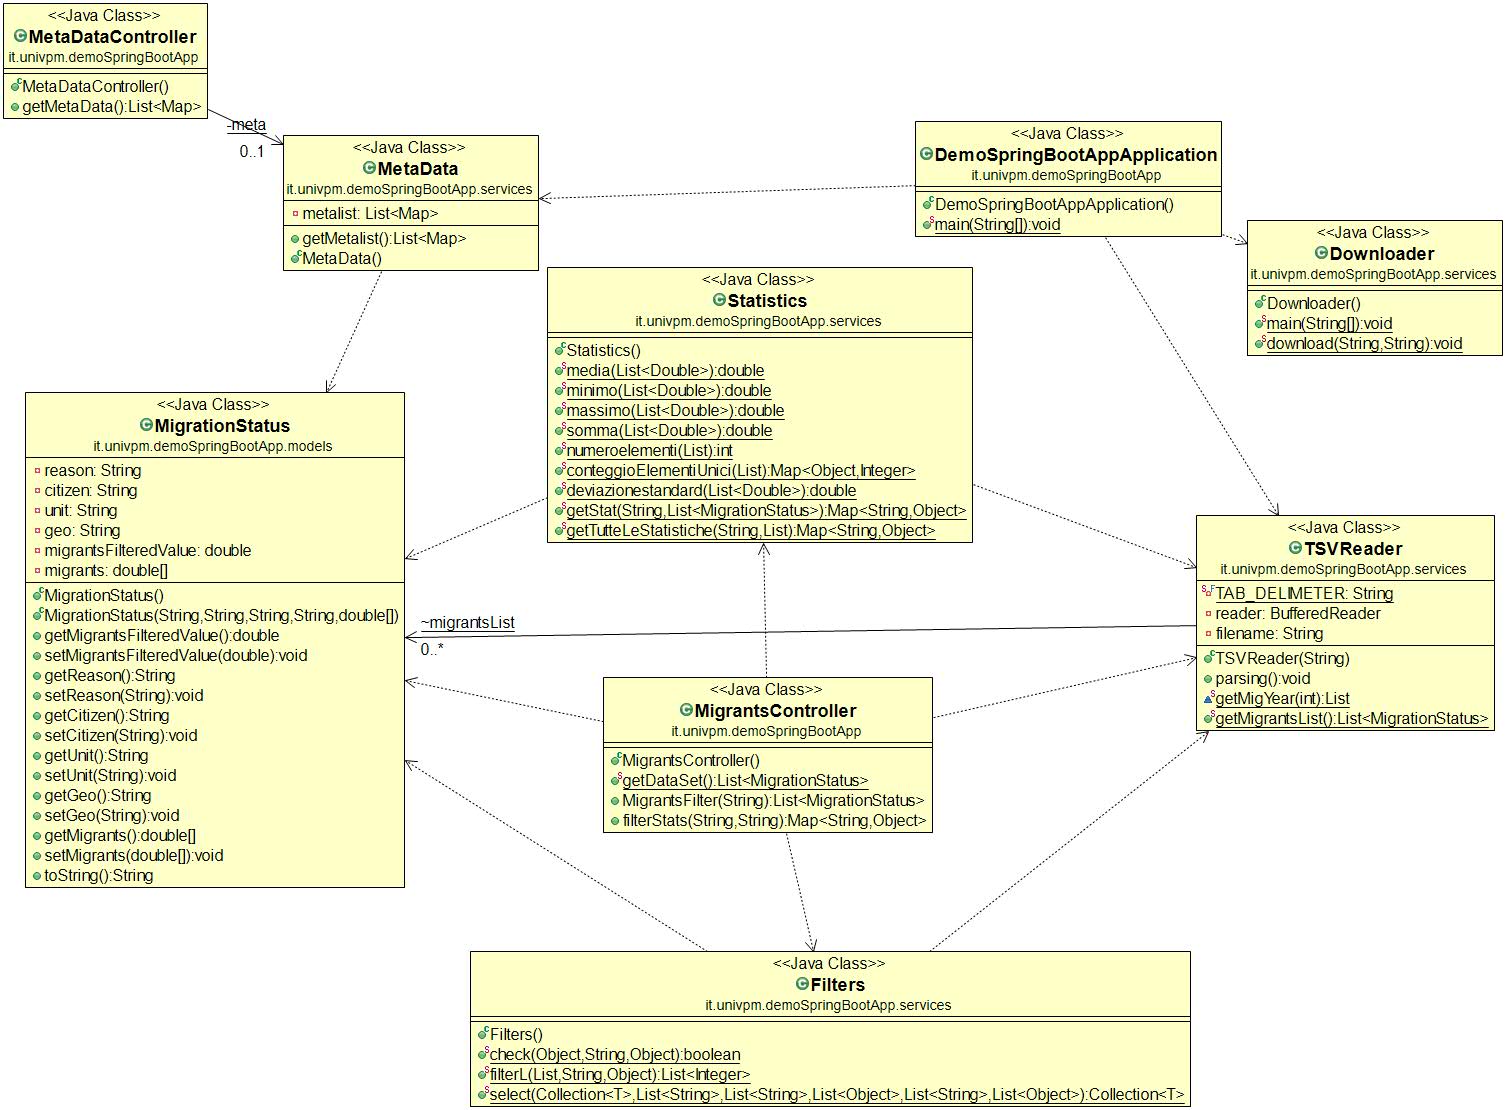 <<Java Class>>
MetaDataController
it.univpm.demoSpringBootApp
MetaDataController()
getMetaData():List<Map>
-meta
0..1
<<Java Class>>
MetaData
it.univpm.demoSpringBootApp.services
metalist: List<Map>
getMetalist():List<Map>
MetaData()
<<Java Class>>
DemoSpringBootAppApplication
it.univpm.demoSpringBootApp
DemoSpringBootAppApplication()
main(String[]):void
<<Java Class>>
Downloader
it.univpm.demoSpringBootApp.services
Downloader()
main(String[]):void
download(String,String):void
<<Java Class>>
Statistics
it.univpm.demoSpringBootApp.services
Statistics()
media(List<Double>):double
minimo(List<Double>):double
massimo(List<Double>):double
somma(List<Double>):double
numeroelementi(List):int
conteggioElementiUnici(List):Map<Object,Integer>
deviazionestandard(List<Double>):double
getStat(String,List<MigrationStatus>):Map<String,Object>
getTutteLeStatistiche(String,List):Map<String,Object>
<<Java Class>>
MigrationStatus
it.univpm.demoSpringBootApp.models
reason: String
citizen: String
unit: String
geo: String
migrantsFilteredValue: double
migrants: double[]
MigrationStatus()
MigrationStatus(String,String,String,String,double[])
getMigrantsFilteredValue():double
setMigrantsFilteredValue(double):void
getReason():String
setReason(String):void
getCitizen():String
setCitizen(String):void
getUnit():String
setUnit(String):void
getGeo():String
setGeo(String):void
getMigrants():double[]
setMigrants(double[]):void
toString():String
~migrantsList
0..*
<<Java Class>>
TSVReader
it.univpm.demoSpringBootApp.services
TAB_DELIMETER: String
reader: BufferedReader
filename: String
TSVReader(String)
parsing():void
getMigYear(int):List
getMigrantsList():List<MigrationStatus>
<<Java Class>>
MigrantsController
it.univpm.demoSpringBootApp
MigrantsController()
getDataSet():List<MigrationStatus>
MigrantsFilter(String):List<MigrationStatus>
filterStats(String,String):Map<String,Object>
<<Java Class>>
Filters
it.univpm.demoSpringBootApp.services
Filters()
check(Object,String,Object):boolean
filterL(List,String,Object):List<Integer>
select(Collection<T>,List<String>,List<String>,List<Object>,List<String>,List<Object>):Collection<T>